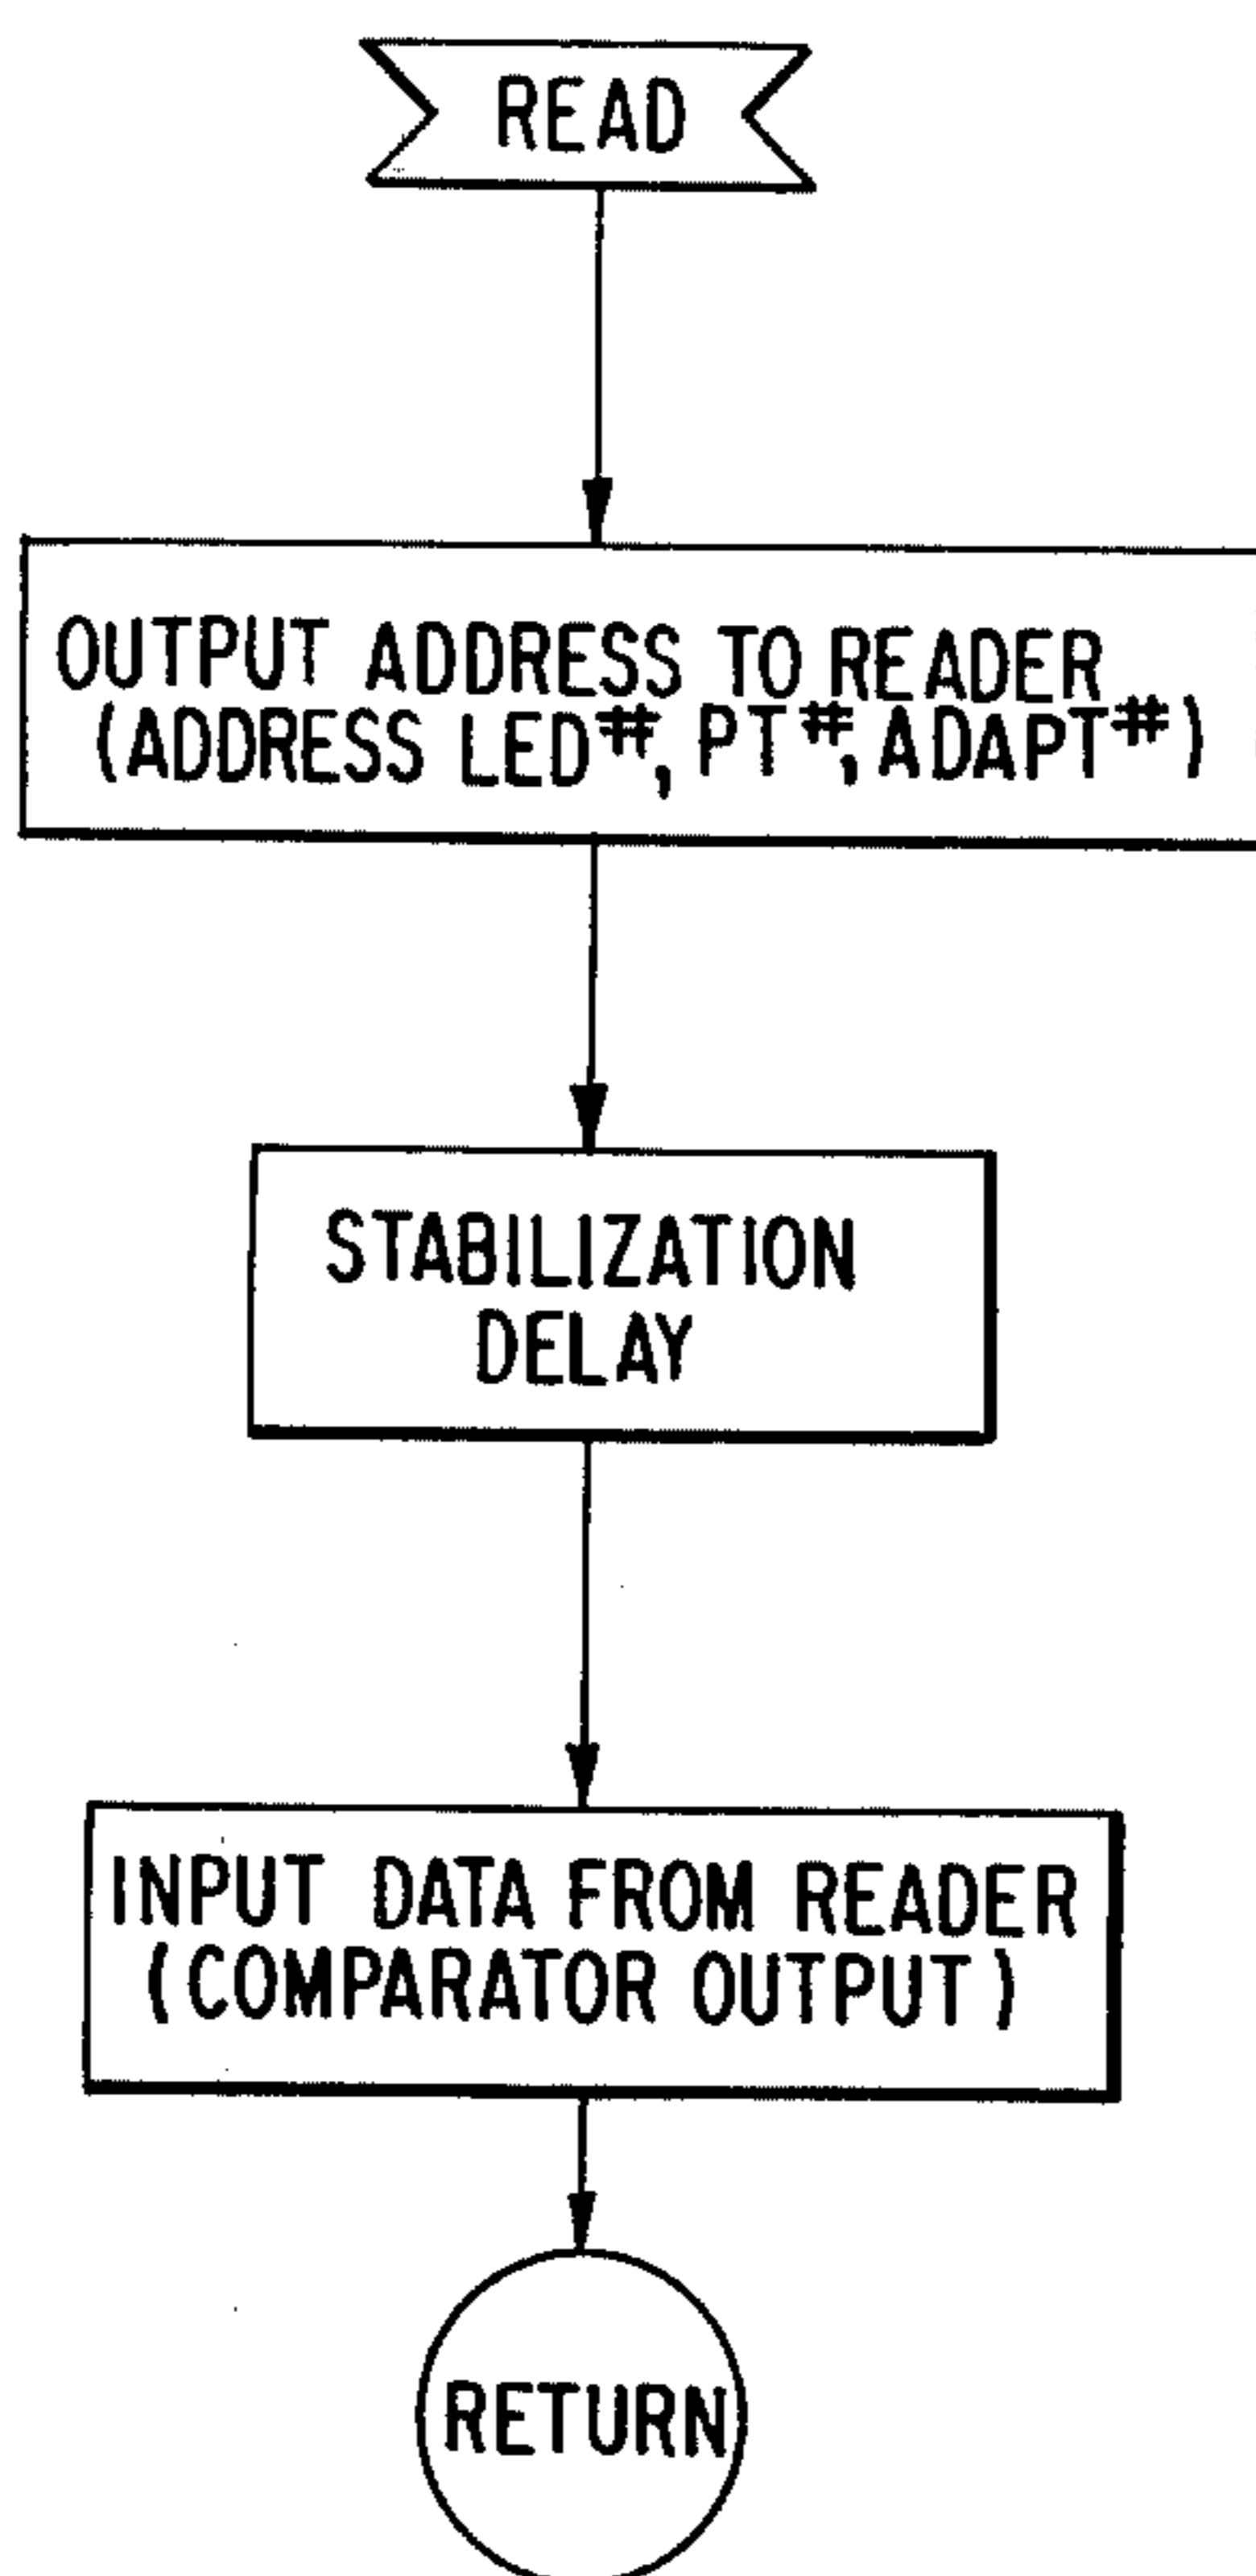 READ
OUTPUT ADDRESS TO READER
(ADDRESS LED#, PT#, ADAPT#)
STABILIZATION
DELAY
INPUT DATA FROM READER
(COMPARATOR OUTPUT)
RETURN